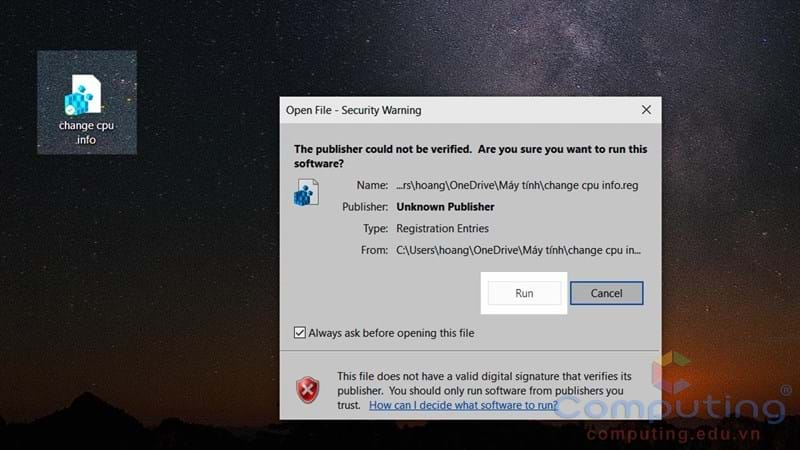 change cpu
info
Open File - Security Warning
The publisher could not be verified. Are you sure you want to run this
software?
Name: ...rs\hoang\OneDrive\Máy tính\change cpu info.reg
Publisher: Unknown Publisher
Type: Registration Entries
From: C:\Users\hoang\OneDrive\Máy tính\change cpu in...
Run Cancel
Always ask before opening this file
This file does not have a valid digital signature that verifies its
publisher. You should only run software from publishers you
trust. How can I decide what software to run?
Computing®
computing.edu.vn